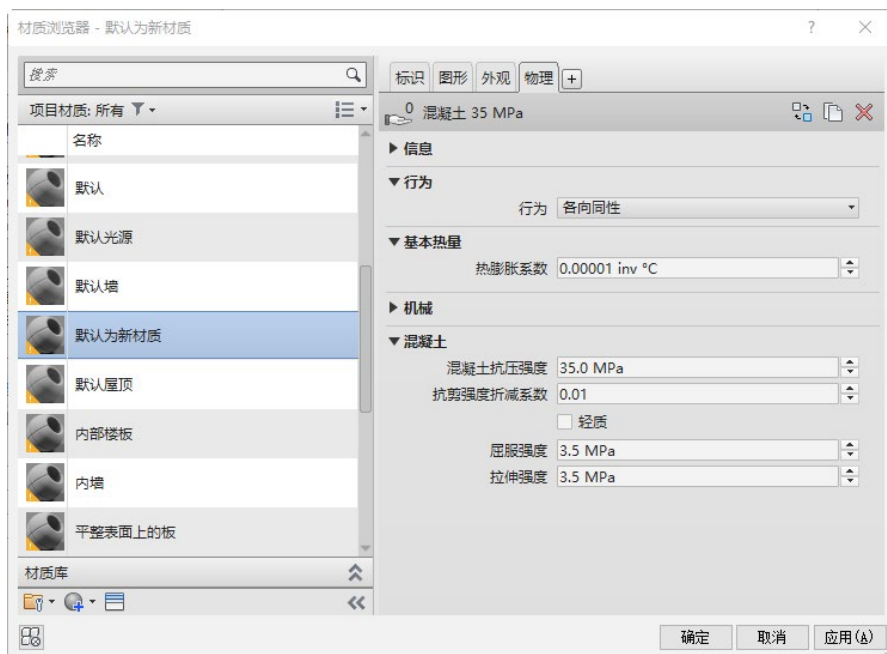 材质浏览器 - 默认为新材质
?
搜索
项目材质: 所有
名称
默认
默认光源
默认墙
默认为新材质
默认屋顶
内部楼板
内墙
平整表面上的板
材质库
标识 图形 外观 物理 +
0 混凝土 35 MPa
信息
行为
行为 各向同性
基本热量
热膨胀系数 0.00001 inv °C
机械
混凝土
混凝土抗压强度 35.0 MPa
抗剪强度折减系数 0.01
轻质
屈服强度 3.5 MPa
拉伸强度 3.5 MPa
确定 取消 应用(A)